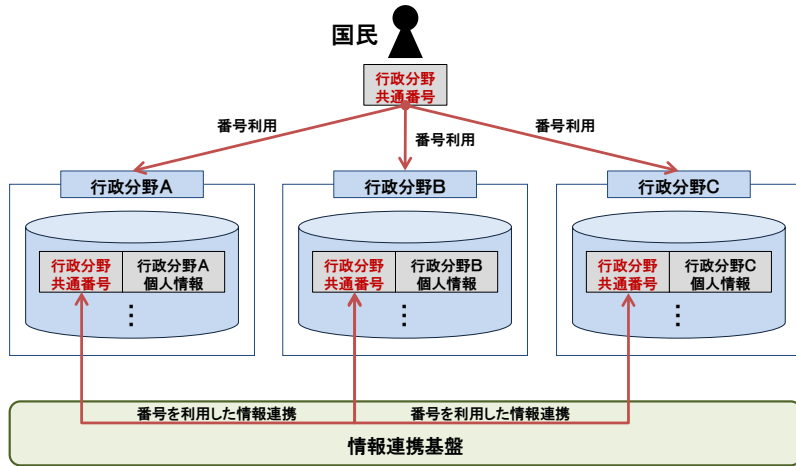 国民
行政分野
共通番号
番号利用
番号利用
番号利用
行政分野A
行政分野B
行政分野C
行政分野
共通番号
行政分野A
個人情報
⋮
行政分野
共通番号
行政分野B
個人情報
⋮
行政分野
共通番号
行政分野C
個人情報
⋮
番号を利用した情報連携
番号を利用した情報連携
情報連携基盤